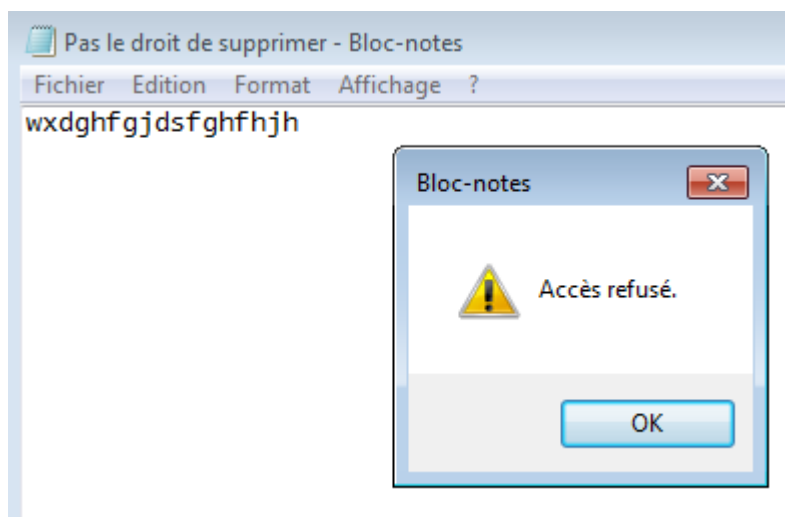 Pas le droit de supprimer - Bloc-notes
Fichier Edition Format Affichage ?
wxdghfgjdsfghfhjh
Bloc-notes
Accès refusé.
OK